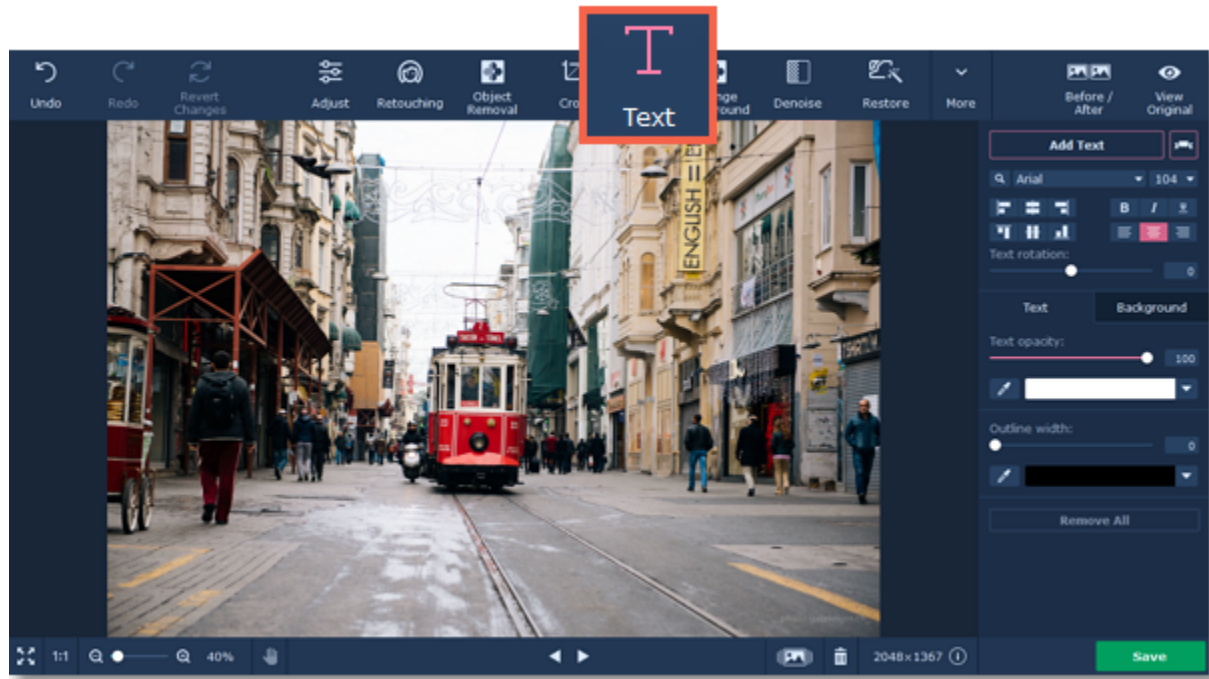 Text
Undo
Redo
Revert
Changes
Adjust
Retouching
Object
Removal
Denoise
Restore
More
Before /
After
View
Original
Add Text
Arial 104
B I
Text rotation:
0
Text Background
Text opacity:
100
Outline width:
0
Remove All
ENGLISH =
1:1 40% 2048×1367
Save